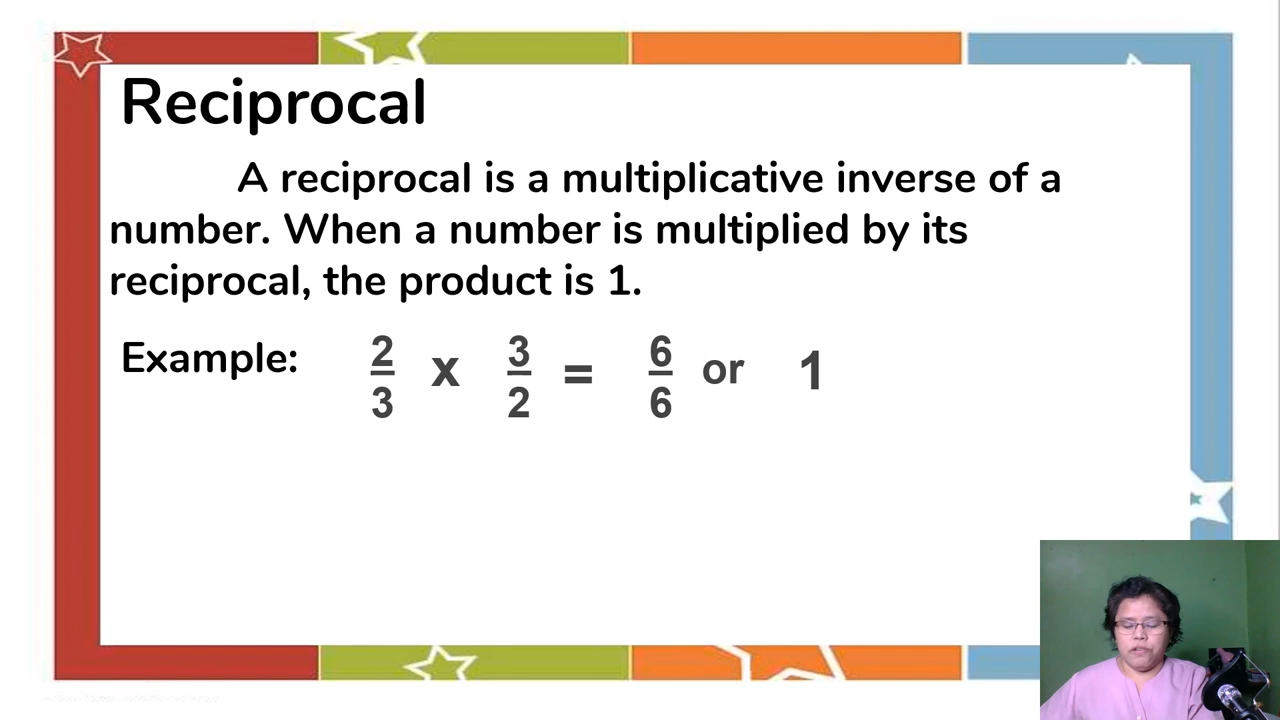 Reciprocal
A reciprocal is a multiplicative inverse of a
number. When a number is multiplied by its
reciprocal, the product is 1.
Example: 2/3 x 3/2 = 6/6 or 1